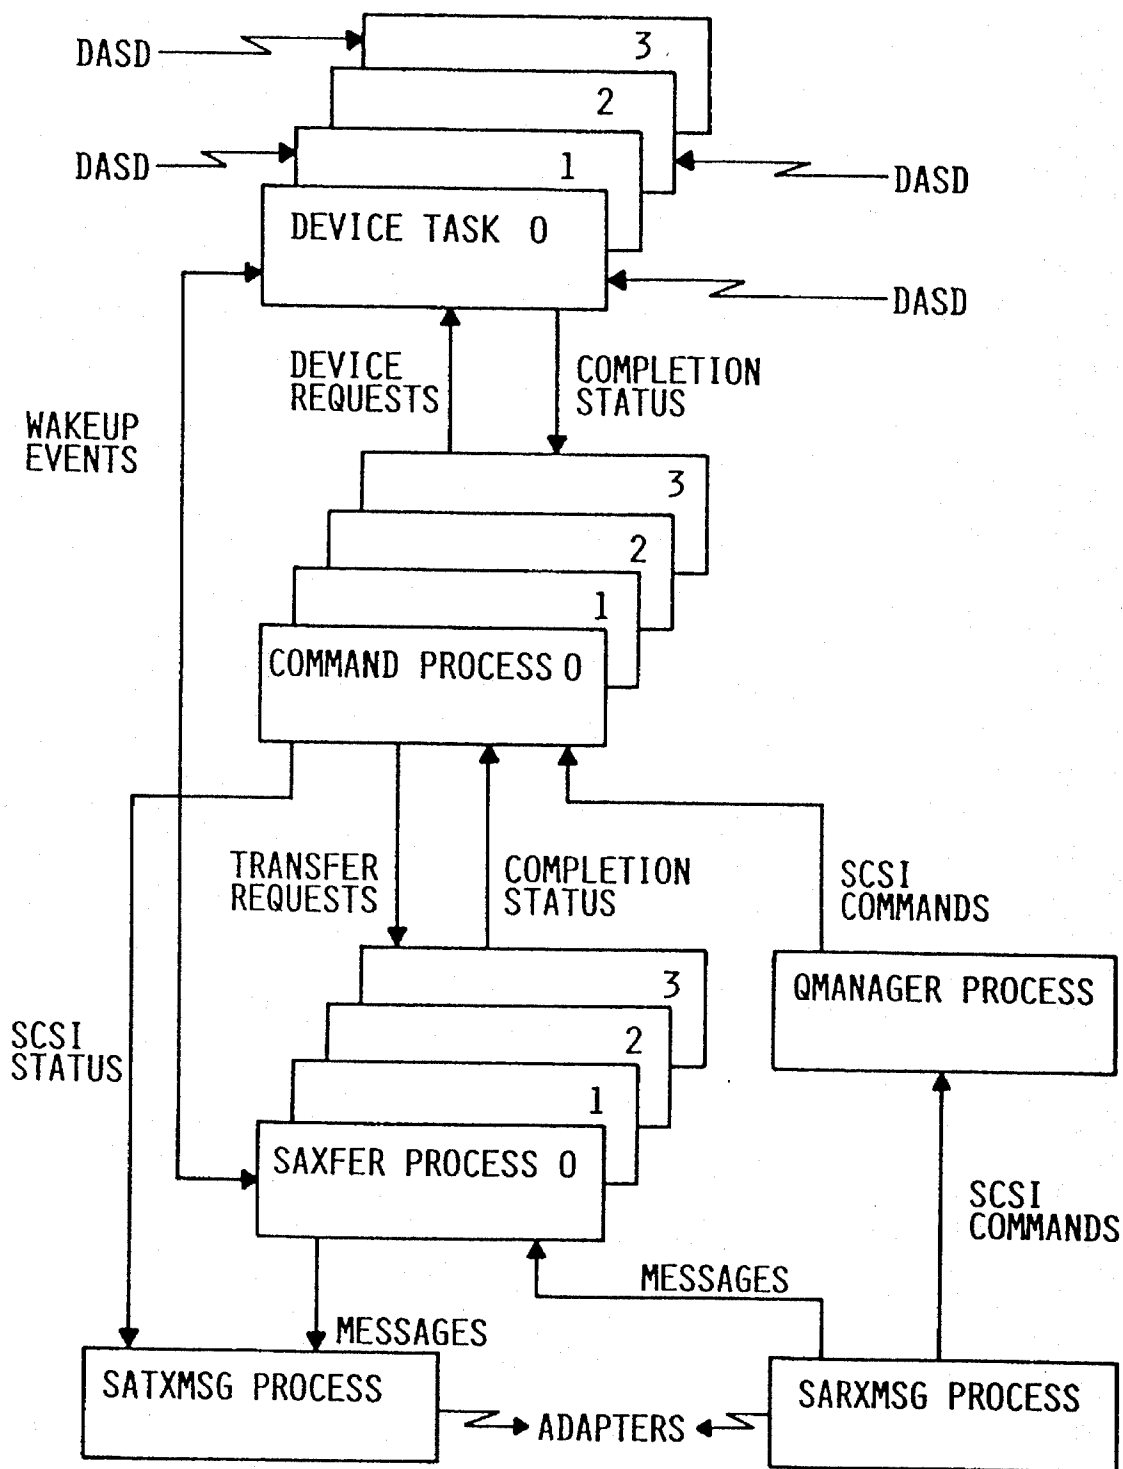 DASD
3
2
DASD
1
DASD
DEVICE TASK 0
DASD
DEVICE
REQUESTS
COMPLETION
STATUS
WAKEUP
EVENTS
3
2
1
COMMAND PROCESS 0
TRANSFER
REQUESTS
COMPLETION
STATUS
SCSI
COMMANDS
3
QMANAGER PROCESS
2
SCSI
STATUS
1
SAXFER PROCESS 0
SCSI
COMMANDS
MESSAGES
MESSAGES
SATXMSG PROCESS
SARXMSG PROCESS
ADAPTERS